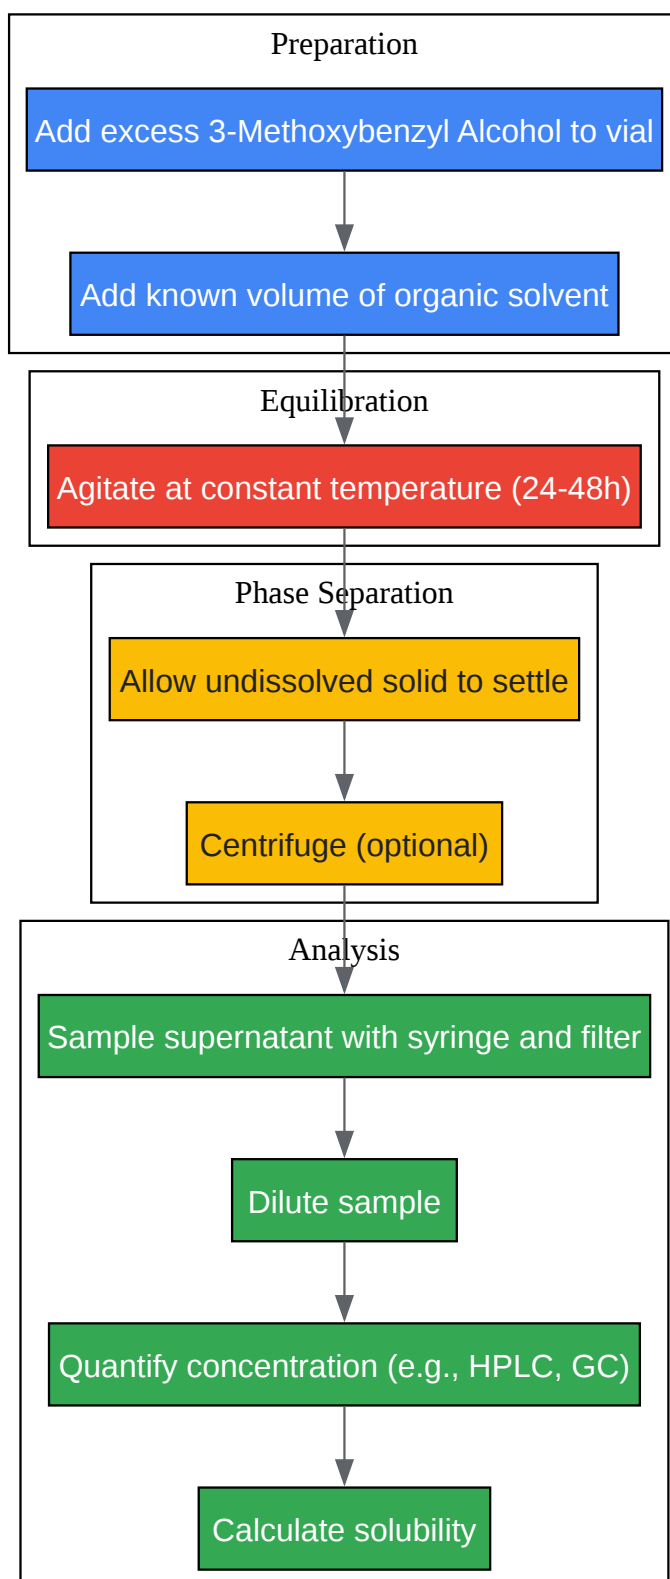 Preparation
Add excess 3-Methoxybenzyl Alcohol to vial
Add known volume of organic solvent
Equilibration
Agitate at constant temperature (24-48h)
Phase Separation
Allow undissolved solid to settle
Centrifuge (optional)
Analysis
Sample supernatant with syringe and filter
Dilute sample
Quantify concentration (e.g., HPLC, GC)
Calculate solubility